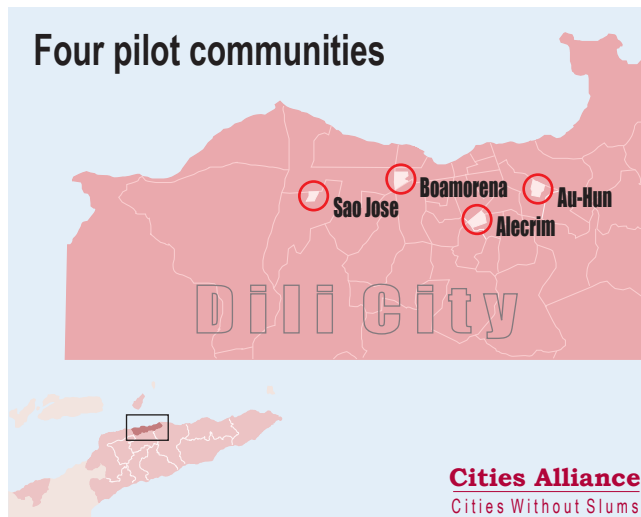 Four pilot communities
Boamorena
Au-Hun
Sao Jose
Alecrim
Dili City
Cities Alliance
Cities Without Slums